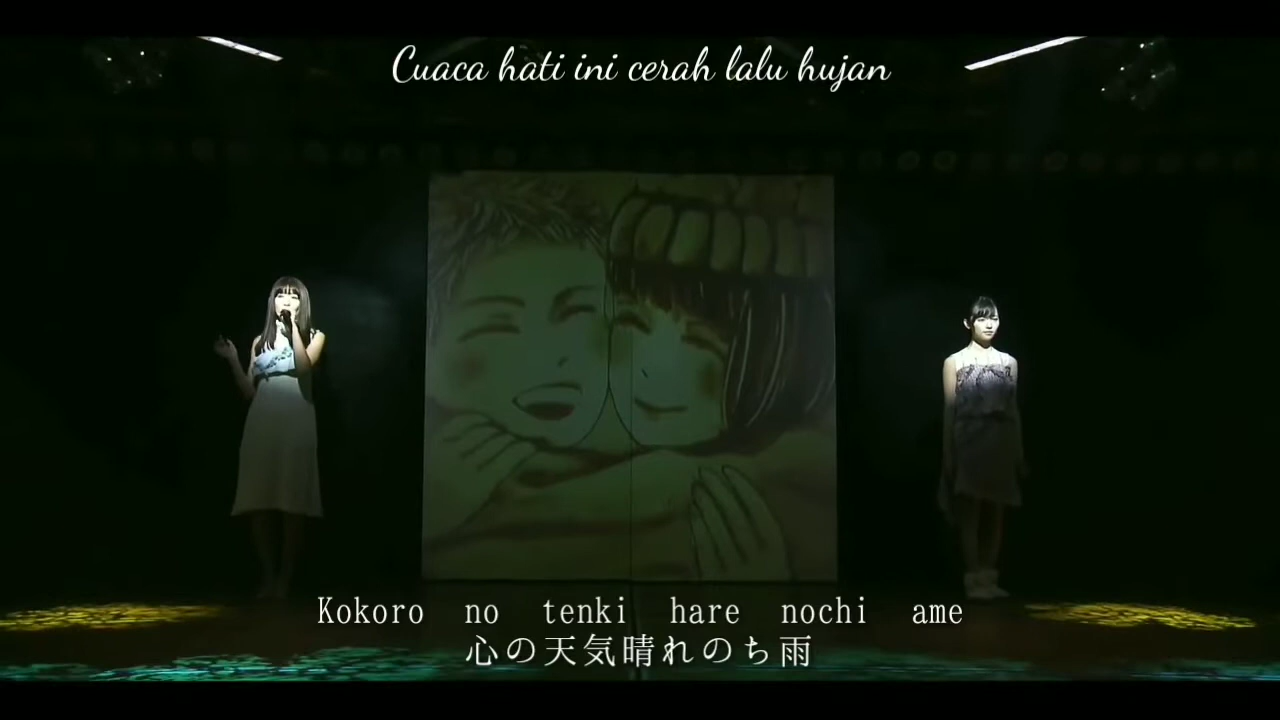 Cuaca hati ini cerah lalu hujan
Kokoro no tenki hare nochi ame
心の天気晴れのち雨